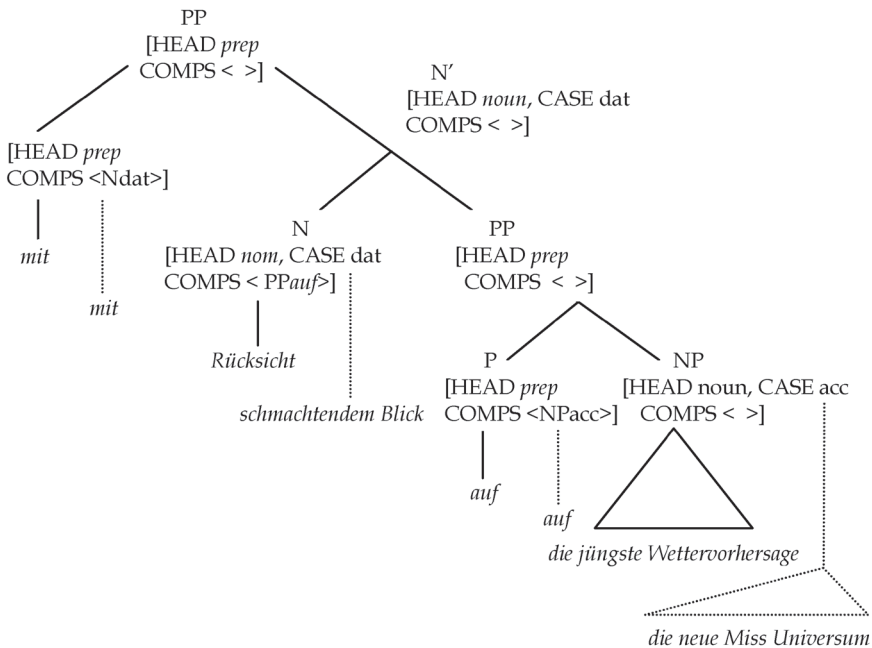 PP
[HEAD prep
COMPS < >]
N'
[HEAD noun, CASE dat
COMPS < >]
[HEAD prep
COMPS <Ndat>]
mit
mit
N
[HEAD nom, CASE dat
COMPS < PPauf>]
Rücksicht
schmachtendem Blick
PP
[HEAD prep
COMPS < >]
P
[HEAD prep
COMPS <NPacc>]
auf
auf
NP
[HEAD noun, CASE acc
COMPS < >]
die jüngste Wettervorhersage
die neue Miss Universum